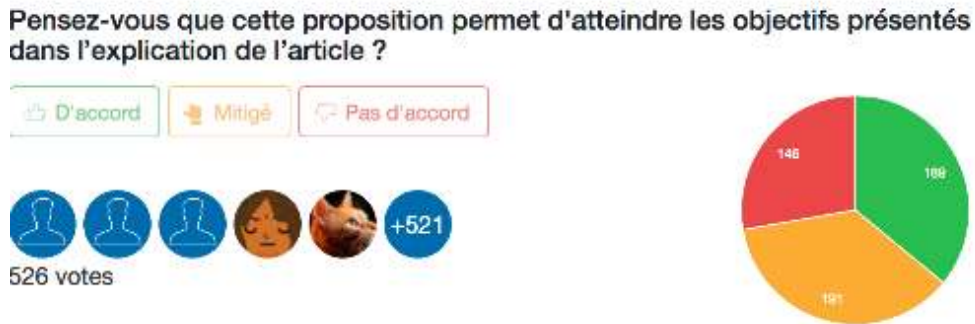 Pensez-vous que cette proposition permet d'atteindre les objectifs présentés
dans l’explication de l’article ?
D'accord
Mitigé
Pas d'accord
146
189
191
+521
526 votes